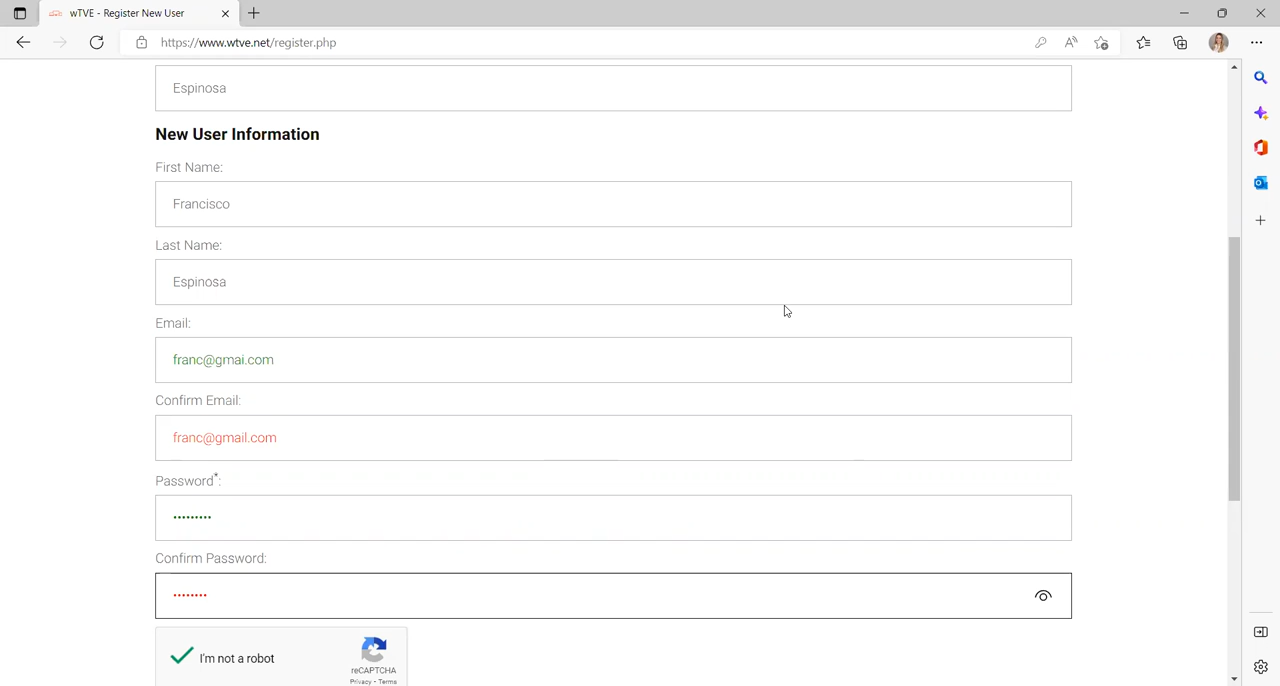 wTVE - Register New User
https://www.wtve.net/register.php
Espinosa
New User Information
First Name:
Francisco
Last Name:
Espinosa
Email:
franc@gmai.com
Confirm Email:
franc@gmail.com
Password*:
•••••••••
Confirm Password:
••••••••
I'm not a robot
reCAPTCHA
Privacy - Terms